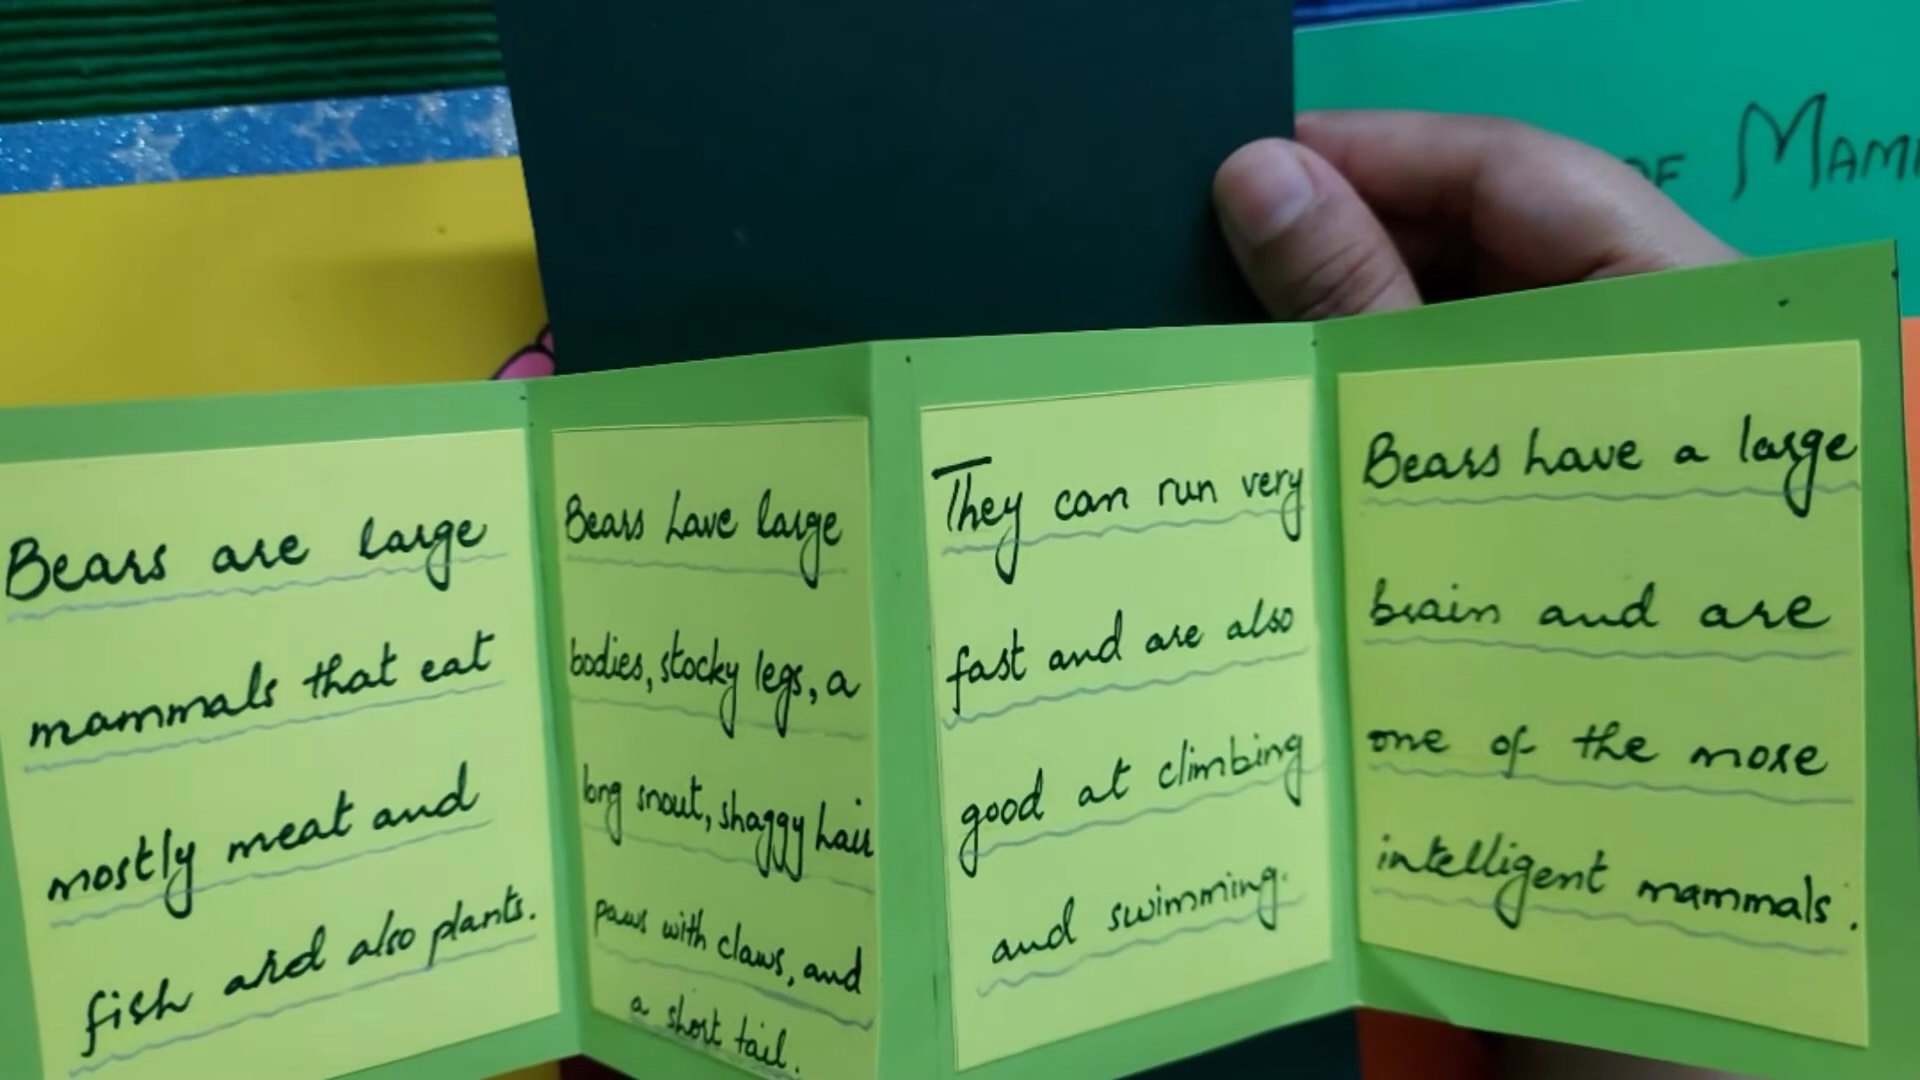 OF MAM
Bears are large
mammals that eat
mostly meat and
fish and also plants.
Bears have large
bodies, stocky legs, a
long snout, shaggy hair
paws with claws, and
a short tail.
They can run very
fast and are also
good at climbing
and swimming.
Bears have a large
brain and are
one of the more
intelligent mammals.